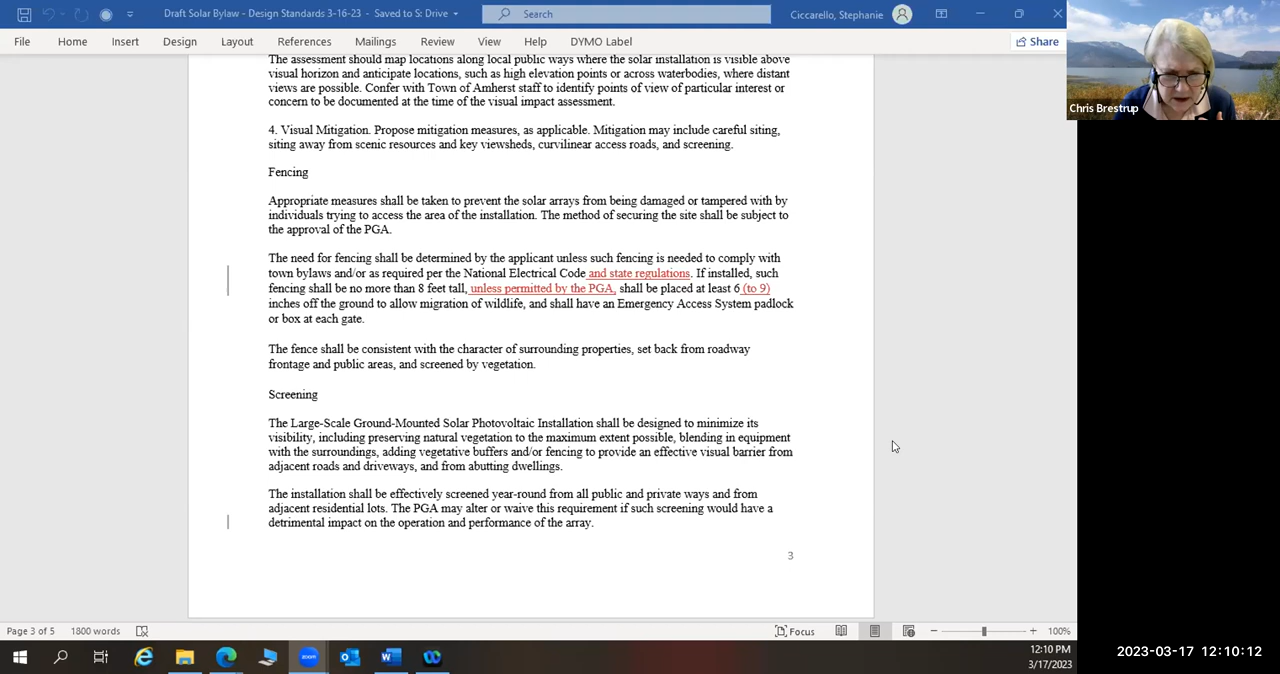 Draft Solar Bylaw - Design Standards 3-16-23 - Saved to S: Drive
Search
Ciccarello, Stephanie
File Home Insert Design Layout References Mailings Review View Help DYMO Label
Share
The assessment should map locations along local public ways where the solar installation is visible above
visual horizon and anticipate locations, such as high elevation points or across waterbodies, where distant
views are possible. Confer with Town of Amherst staff to identify points of view of particular interest or
concern to be documented at the time of the visual impact assessment.
4. Visual Mitigation. Propose mitigation measures, as applicable. Mitigation may include careful siting,
siting away from scenic resources and key viewsheds, curvilinear access roads, and screening.
Fencing
Appropriate measures shall be taken to prevent the solar arrays from being damaged or tampered with by
individuals trying to access the area of the installation. The method of securing the site shall be subject to
the approval of the PGA.
The need for fencing shall be determined by the applicant unless such fencing is needed to comply with
town bylaws and/or as required per the National Electrical Code and state regulations. If installed, such
fencing shall be no more than 8 feet tall, unless permitted by the PGA, shall be placed at least 6 (to 9)
inches off the ground to allow migration of wildlife, and shall have an Emergency Access System padlock
or box at each gate.
The fence shall be consistent with the character of surrounding properties, set back from roadway
frontage and public areas, and screened by vegetation.
Screening
The Large-Scale Ground-Mounted Solar Photovoltaic Installation shall be designed to minimize its
visibility, including preserving natural vegetation to the maximum extent possible, blending in equipment
with the surroundings, adding vegetative buffers and/or fencing to provide an effective visual barrier from
adjacent roads and driveways, and from abutting dwellings.
The installation shall be effectively screened year-round from all public and private ways and from
adjacent residential lots. The PGA may alter or waive this requirement if such screening would have a
detrimental impact on the operation and performance of the array.
3
Page 3 of 5 1800 words
Focus
100%
12:10 PM
3/17/2023
Chris Brestrup
2023-03-17 12:10:12